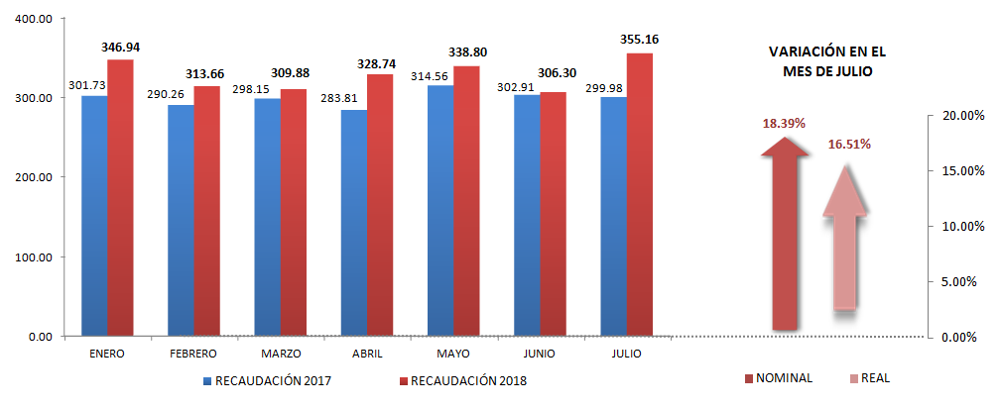 400.00
300.00
200.00
100.00
0.00
301.73
346.94
290.26
313.66
298.15
309.88
283.81
328.74
314.56
338.80
302.91
306.30
299.98
355.16
ENERO
FEBRERO
MARZO
ABRIL
MAYO
JUNIO
JULIO
RECAUDACIÓN 2017
RECAUDACIÓN 2018
VARIACIÓN EN EL
MES DE JULIO
18.39%
16.51%
20.00%
15.00%
10.00%
5.00%
0.00%
NOMINAL
REAL